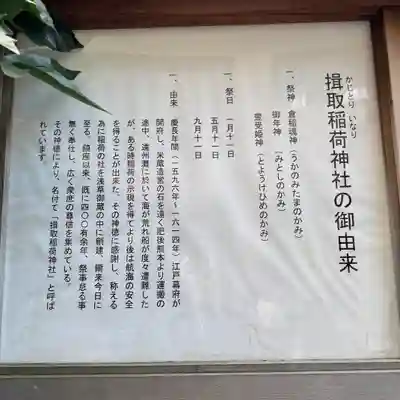 かじとり いなり
揖取稲荷神社の御由来
一、祭神 倉稲魂神(うかのみたまのかみ)
御年神 (みとしのかみ)
豊受姫神(とようけひめのかみ)
一、祭日 一月十一日
五月十一日
九月十一日
一、由来 慶長年間(一五九六年~一六一四年)江戸幕府が
開府し、米蔵造営の石を遠く肥後熊本より運搬の
途中、遠州灘に於いて海が荒れ船が度々遭難した
が、ある時稲荷の示現を得てより後は航海の安全
を得ることが出来た。その神徳に感謝し、称える
為に稲荷の社を浅草御蔵の中に創建、爾来今日に
至る。鎮座以来、既に四〇〇有余年、祭事怠る事
無く奉仕し、広く衆庶の尊信を集めている。
その神徳により、名付て「揖取稲荷神社」と呼ば
れています。